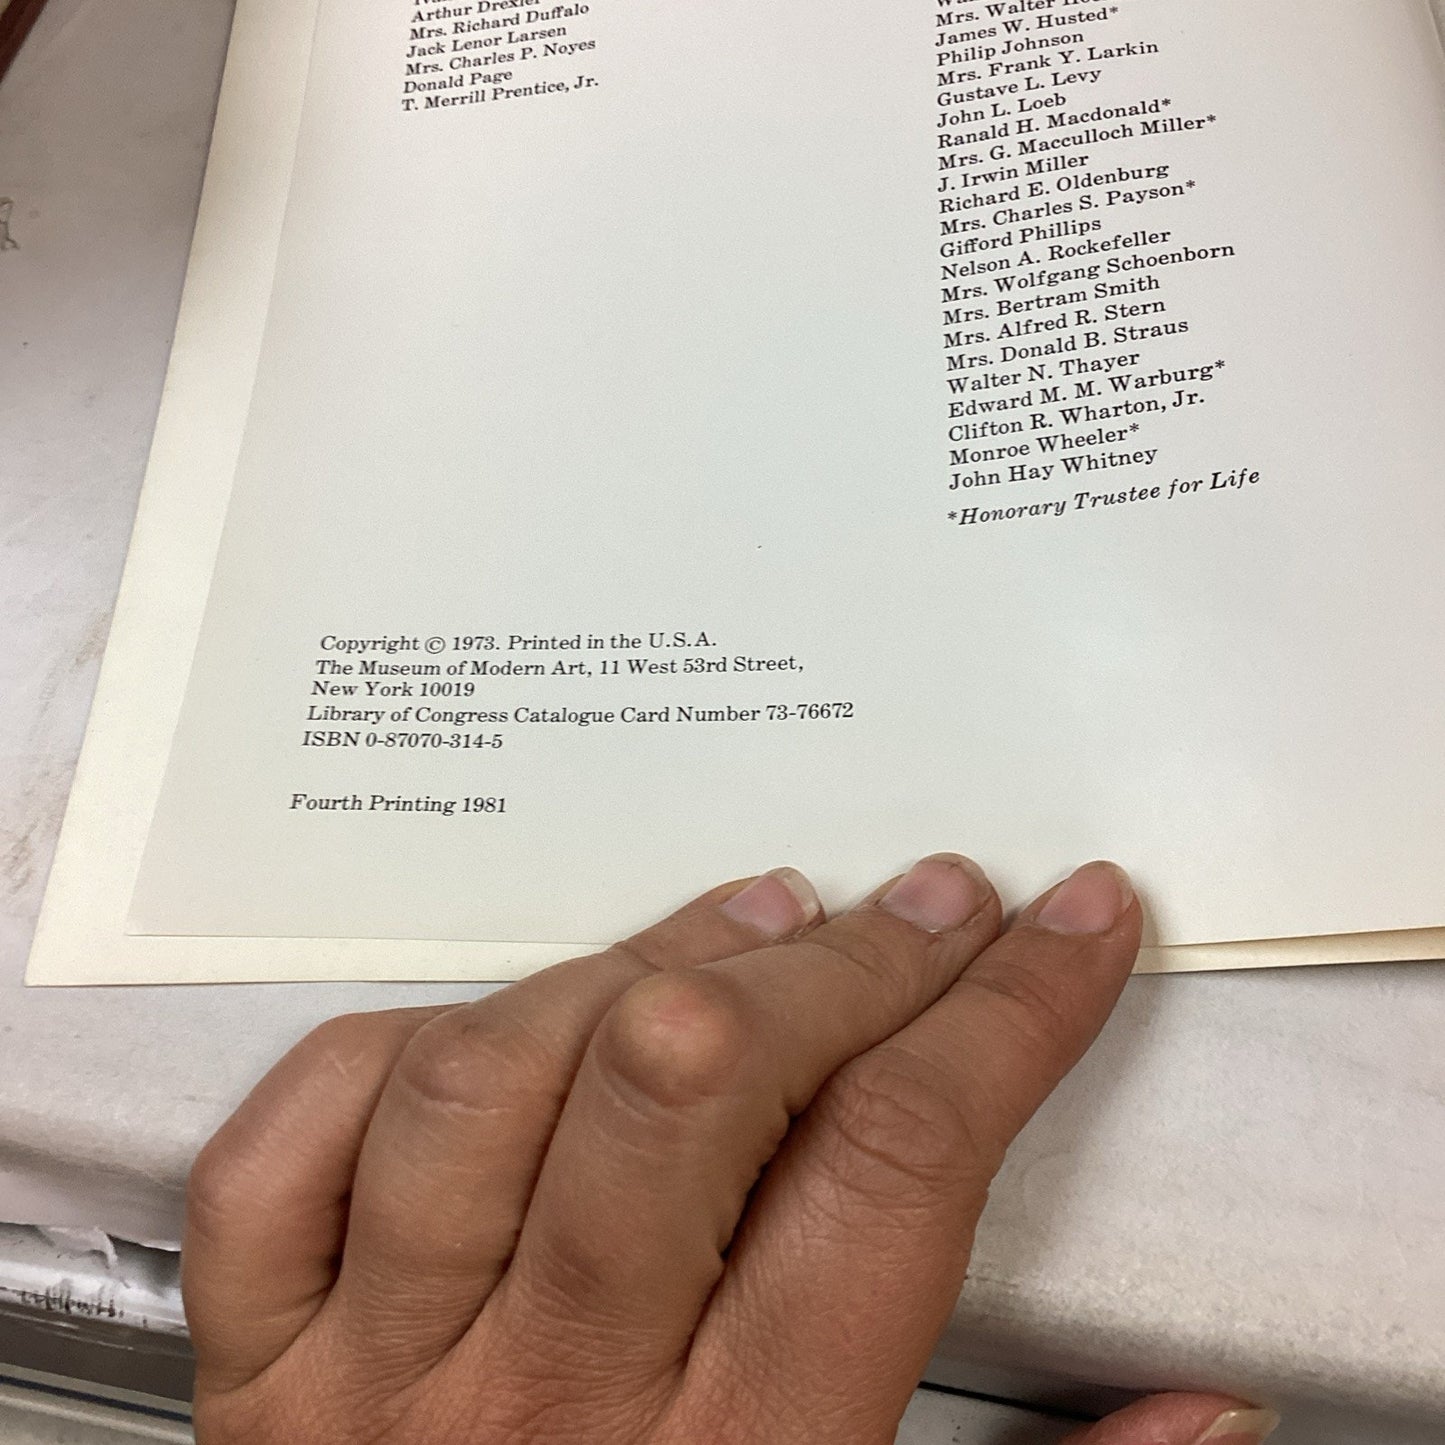 Arthur Drexler
Mrs. Richard Duffalo
Jack Lenor Larsen
Mrs. Charles P. Noyes
Donald Page
T. Merrill Prentice, Jr.
Mrs. Walter
James W. Husted*
Philip Johnson
Mrs. Frank Y. Larkin
Gustave L. Levy
John L. Loeb
Ranald H. Macdonald*
Mrs. G. Macculloch Miller*
J. Irwin Miller
Richard E. Oldenburg
Mrs. Charles S. Payson*
Gifford Phillips
Nelson A. Rockefeller
Mrs. Wolfgang Schoenborn
Mrs. Bertram Smith
Mrs. Alfred R. Stern
Mrs. Donald B. Straus
Walter N. Thayer
Edward M. M. Warburg*
Clifton R. Wharton, Jr.
Monroe Wheeler*
John Hay Whitney
*Honorary Trustee for Life
Copyright © 1973. Printed in the U.S.A.
The Museum of Modern Art, 11 West 53rd Street,
New York 10019
Library of Congress Catalogue Card Number 73-76672
ISBN 0-87070-314-5
Fourth Printing 1981